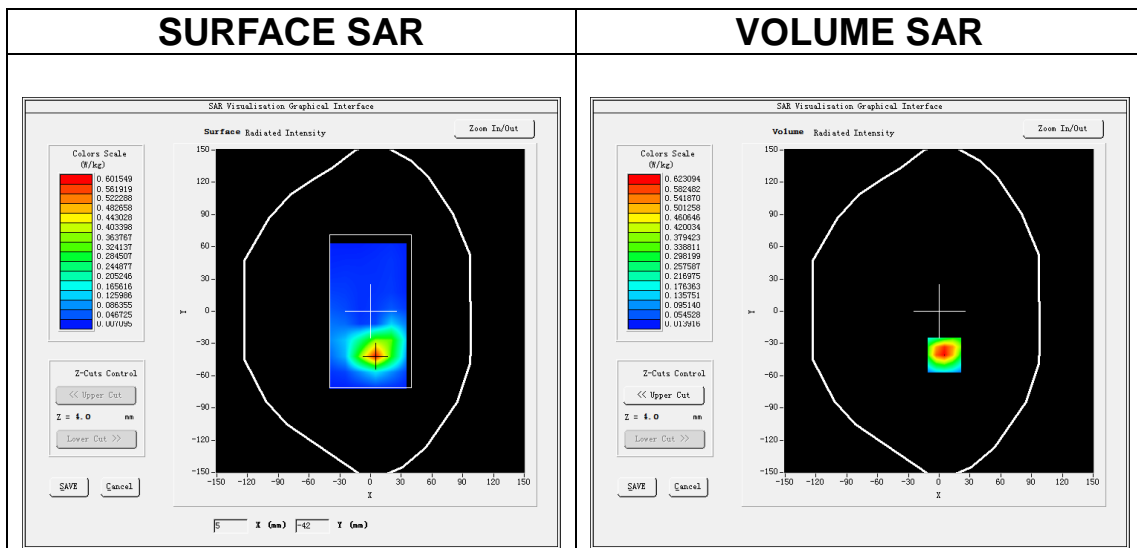 SURFACE SAR
VOLUME SAR
SAR Visualisation Graphical Interface
Surface Radiated Intensity
Zoom In/Out
Colors Scale
(W/kg)
0.601549
0.561919
0.522288
0.482658
0.443028
0.403398
0.363767
0.324137
0.284507
0.244877
0.205246
0.165616
0.125986
0.086355
0.046725
0.007095
150
120
90
60
30
0
-30
-60
-90
-120
-150
Y
-150 -120 -90 -60 -30 0 30 60 90 120 150
X
Z-Cuts Control
<< Upper Cut
Z = 4.0 mm
Lower Cut >>
SAVE Cancel
5 X (mm) -42 Y (mm)
SAR Visualisation Graphical Interface
Volume Radiated Intensity
Zoom In/Out
Colors Scale
(W/kg)
0.623094
0.582482
0.541870
0.501258
0.460646
0.420034
0.379423
0.338811
0.298199
0.257587
0.216975
0.176363
0.135751
0.095140
0.054528
0.013916
150
120
90
60
30
0
-30
-60
-90
-120
-150
Y
-150 -120 -90 -60 -30 0 30 60 90 120 150
X
Z-Cuts Control
<< Upper Cut
Z = 4.0 mm
Lower Cut >>
SAVE Cancel